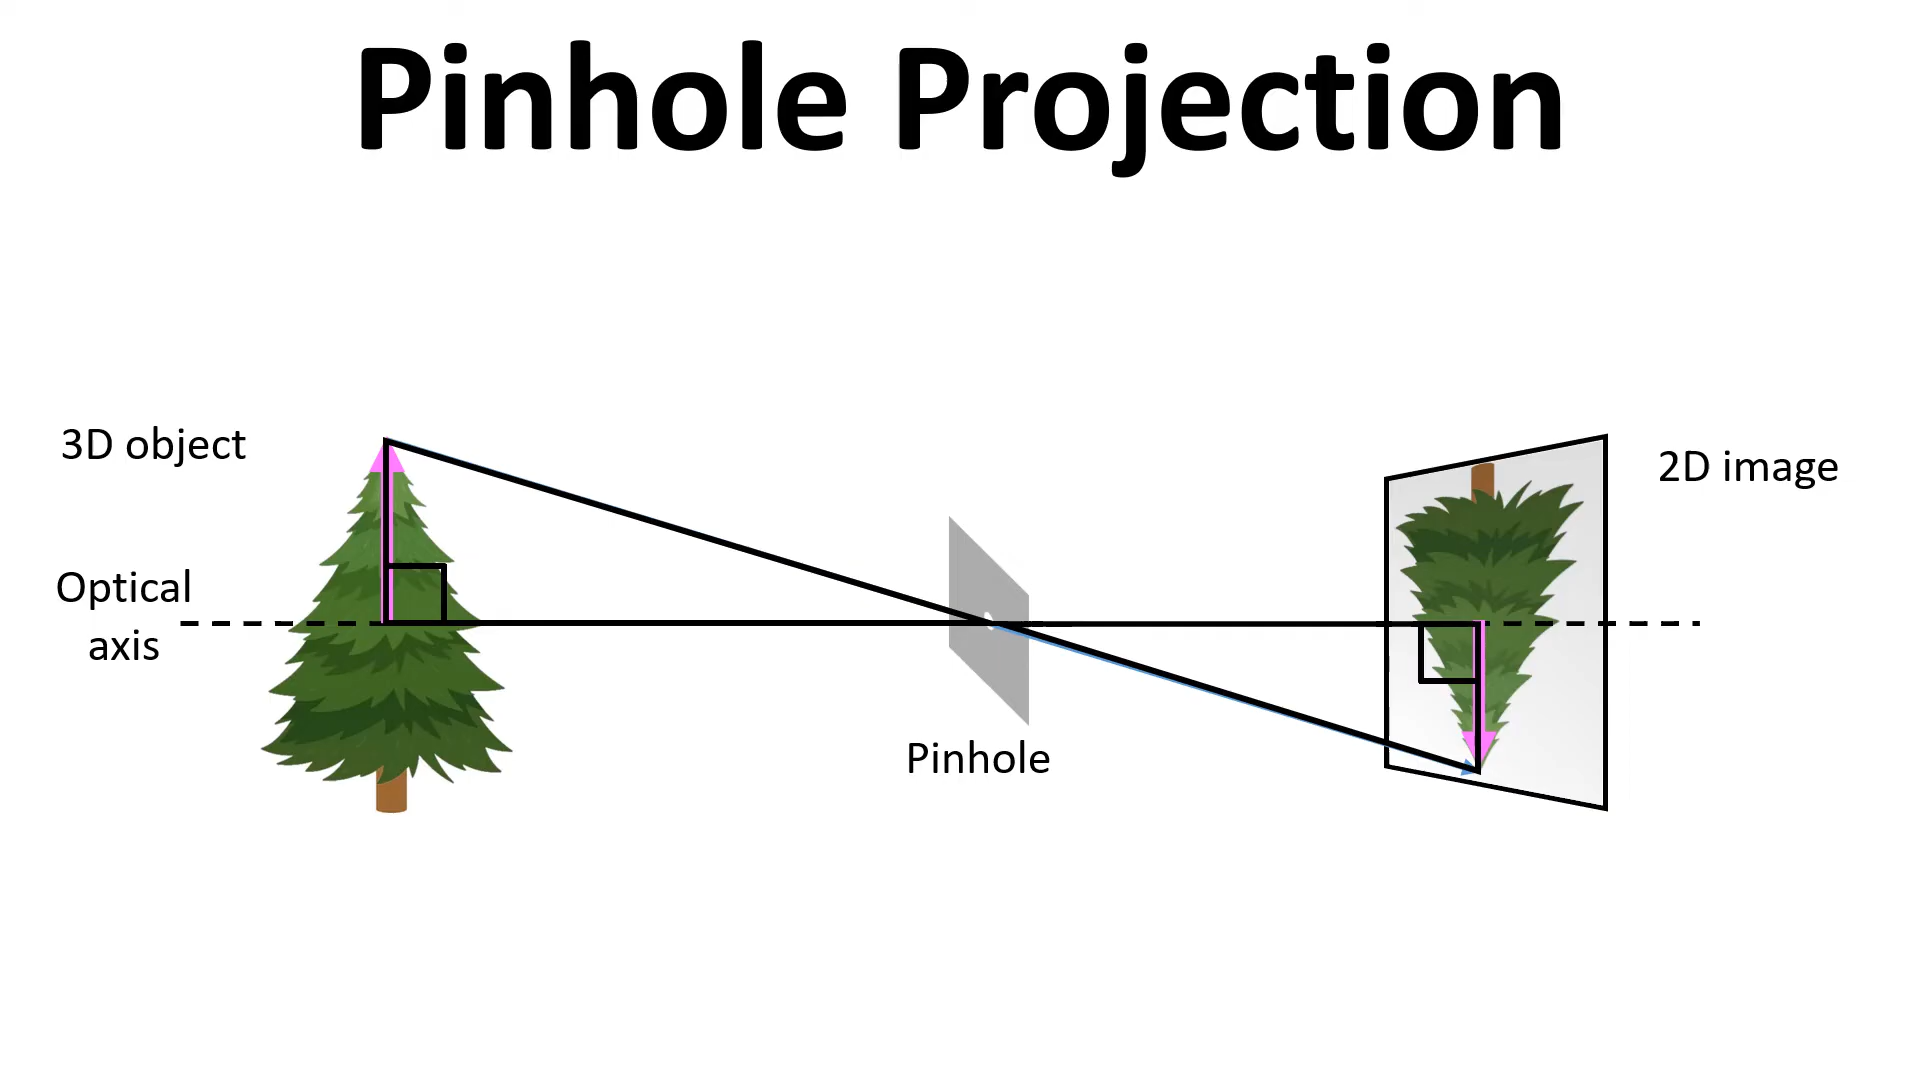 Pinhole Projection
3D object
2D image
Optical
axis
Pinhole